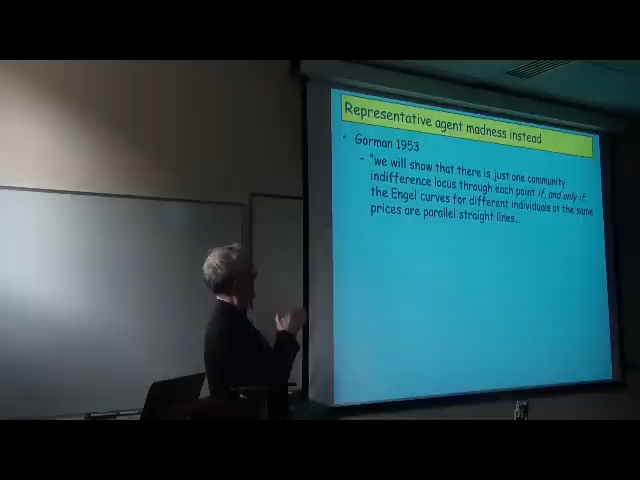 Representative agent madness instead
• Gorman 1953
– "we will show that there is just one community
indifference locus through each point if, and only if,
the Engel curves for different individuals at the same
prices are parallel straight lines…